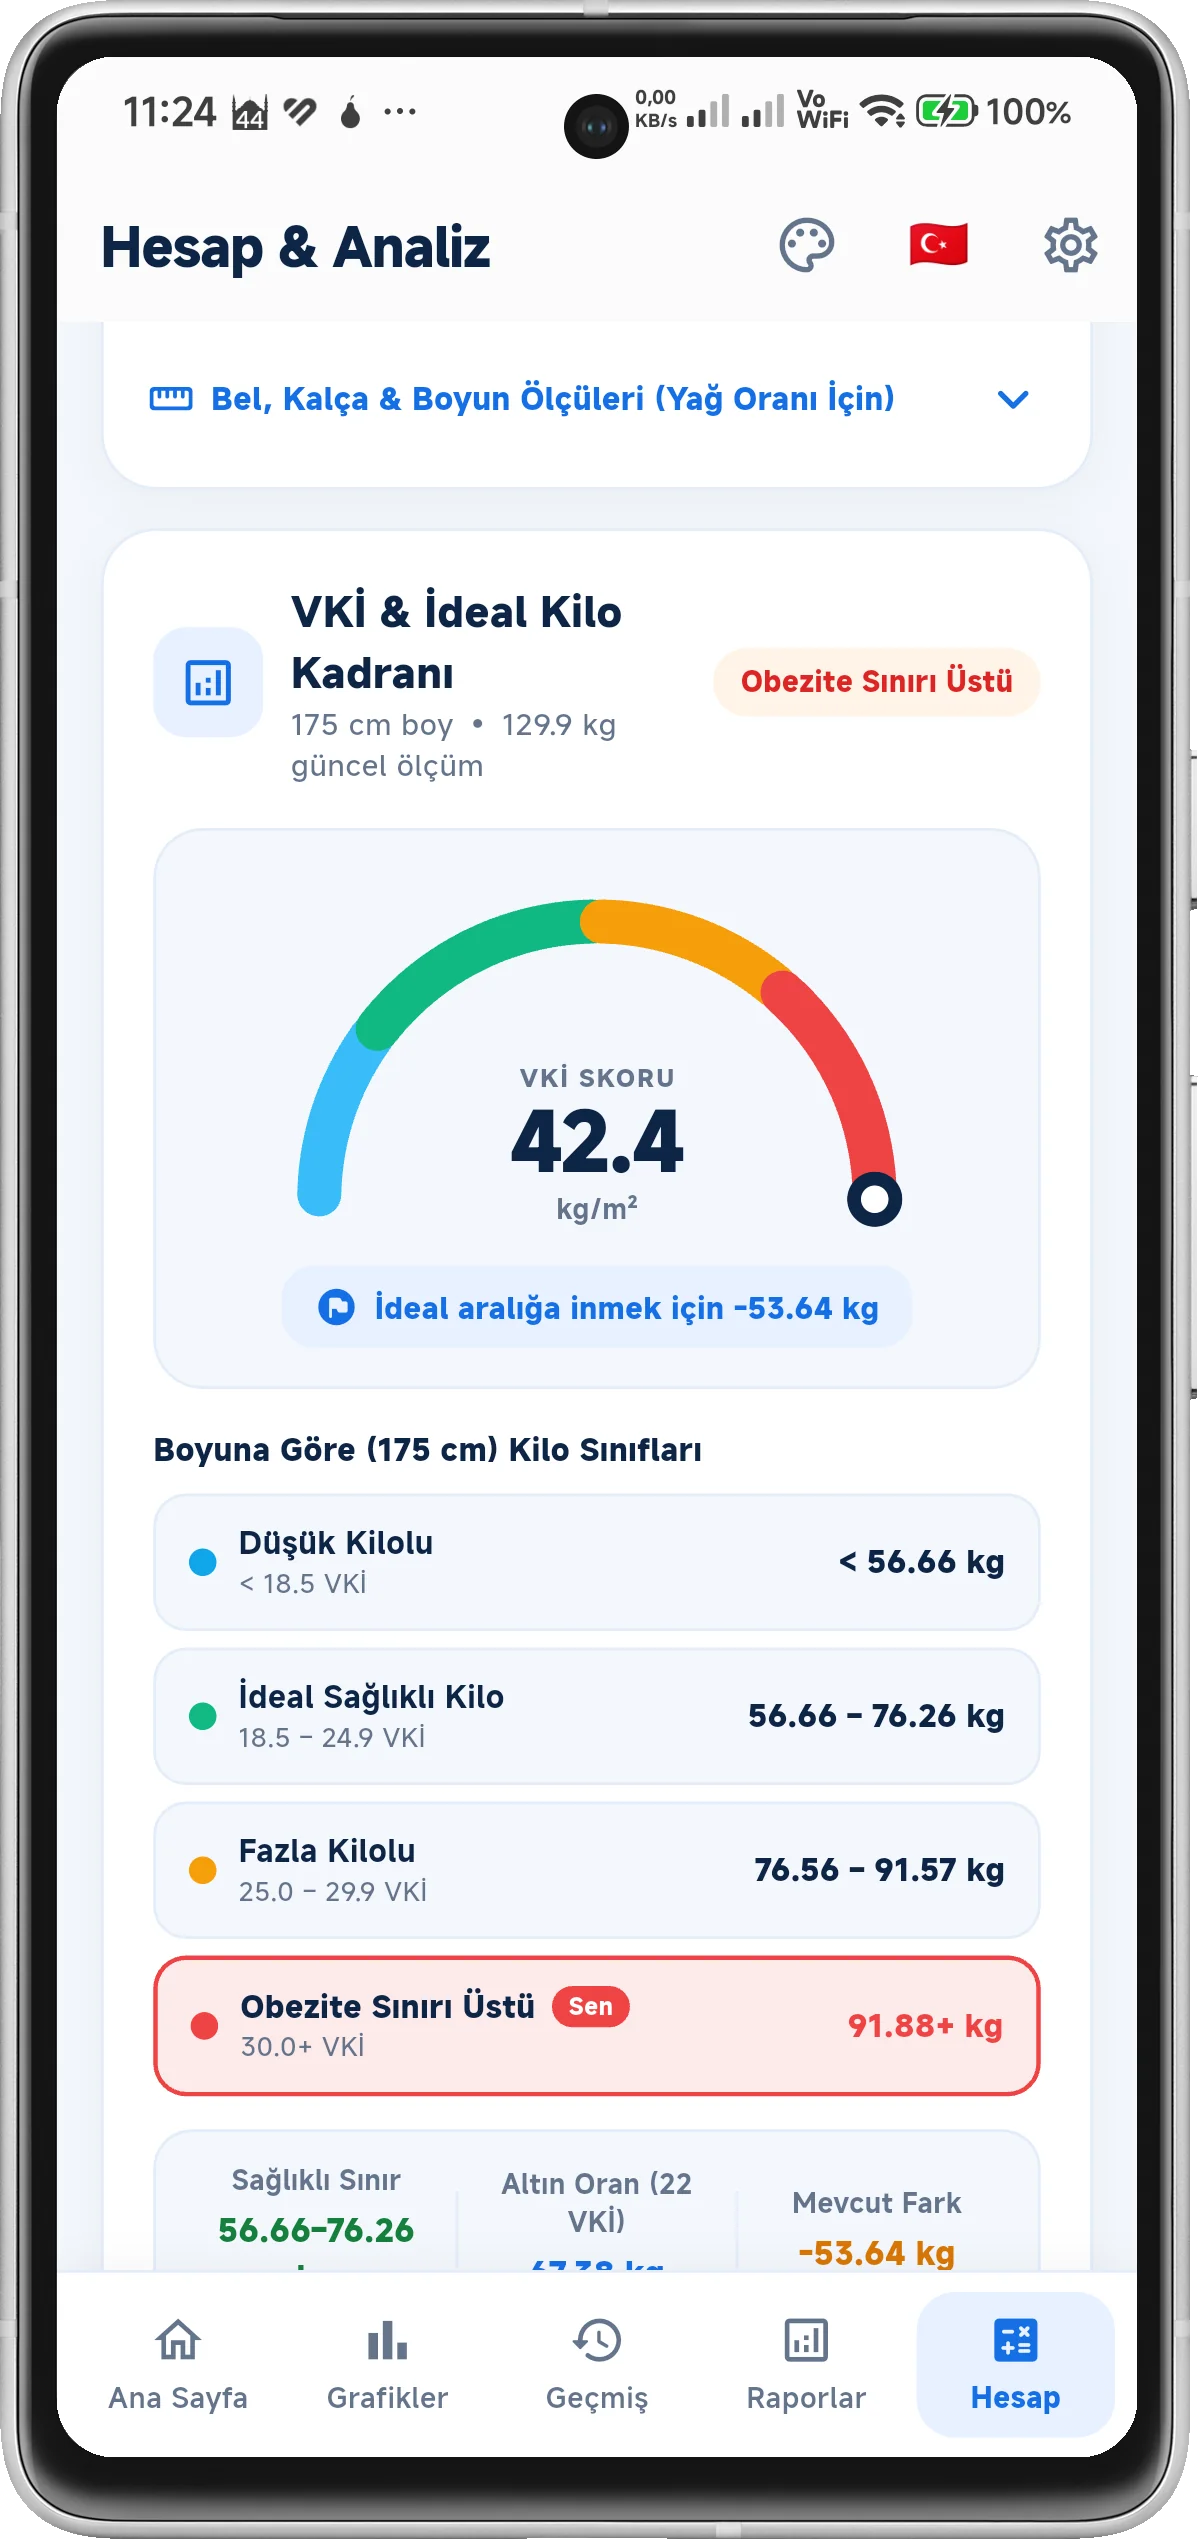 11:24 44 ... 0,00 KB/s Vo WiFi 100%
Hesap & Analiz
Bel, Kalça & Boyun Ölçüleri (Yağ Oranı İçin)
VKİ & İdeal Kilo
Kadranı
175 cm boy • 129.9 kg
güncel ölçüm
Obezite Sınırı Üstü
VKİ SKORU
42.4
kg/m²
İdeal aralığa inmek için -53.64 kg
Boyuna Göre (175 cm) Kilo Sınıfları
Düşük Kilolu
< 18.5 VKİ
< 56.66 kg
İdeal Sağlıklı Kilo
18.5 – 24.9 VKİ
56.66 – 76.26 kg
Fazla Kilolu
25.0 – 29.9 VKİ
76.56 – 91.57 kg
Obezite Sınırı Üstü Sen
30.0+ VKİ
91.88+ kg
Sağlıklı Sınır
56.66–76.26
Altın Oran (22
VKİ)
67.38 kg
Mevcut Fark
-53.64 kg
Ana Sayfa
Grafikler
Geçmiş
Raporlar
Hesap